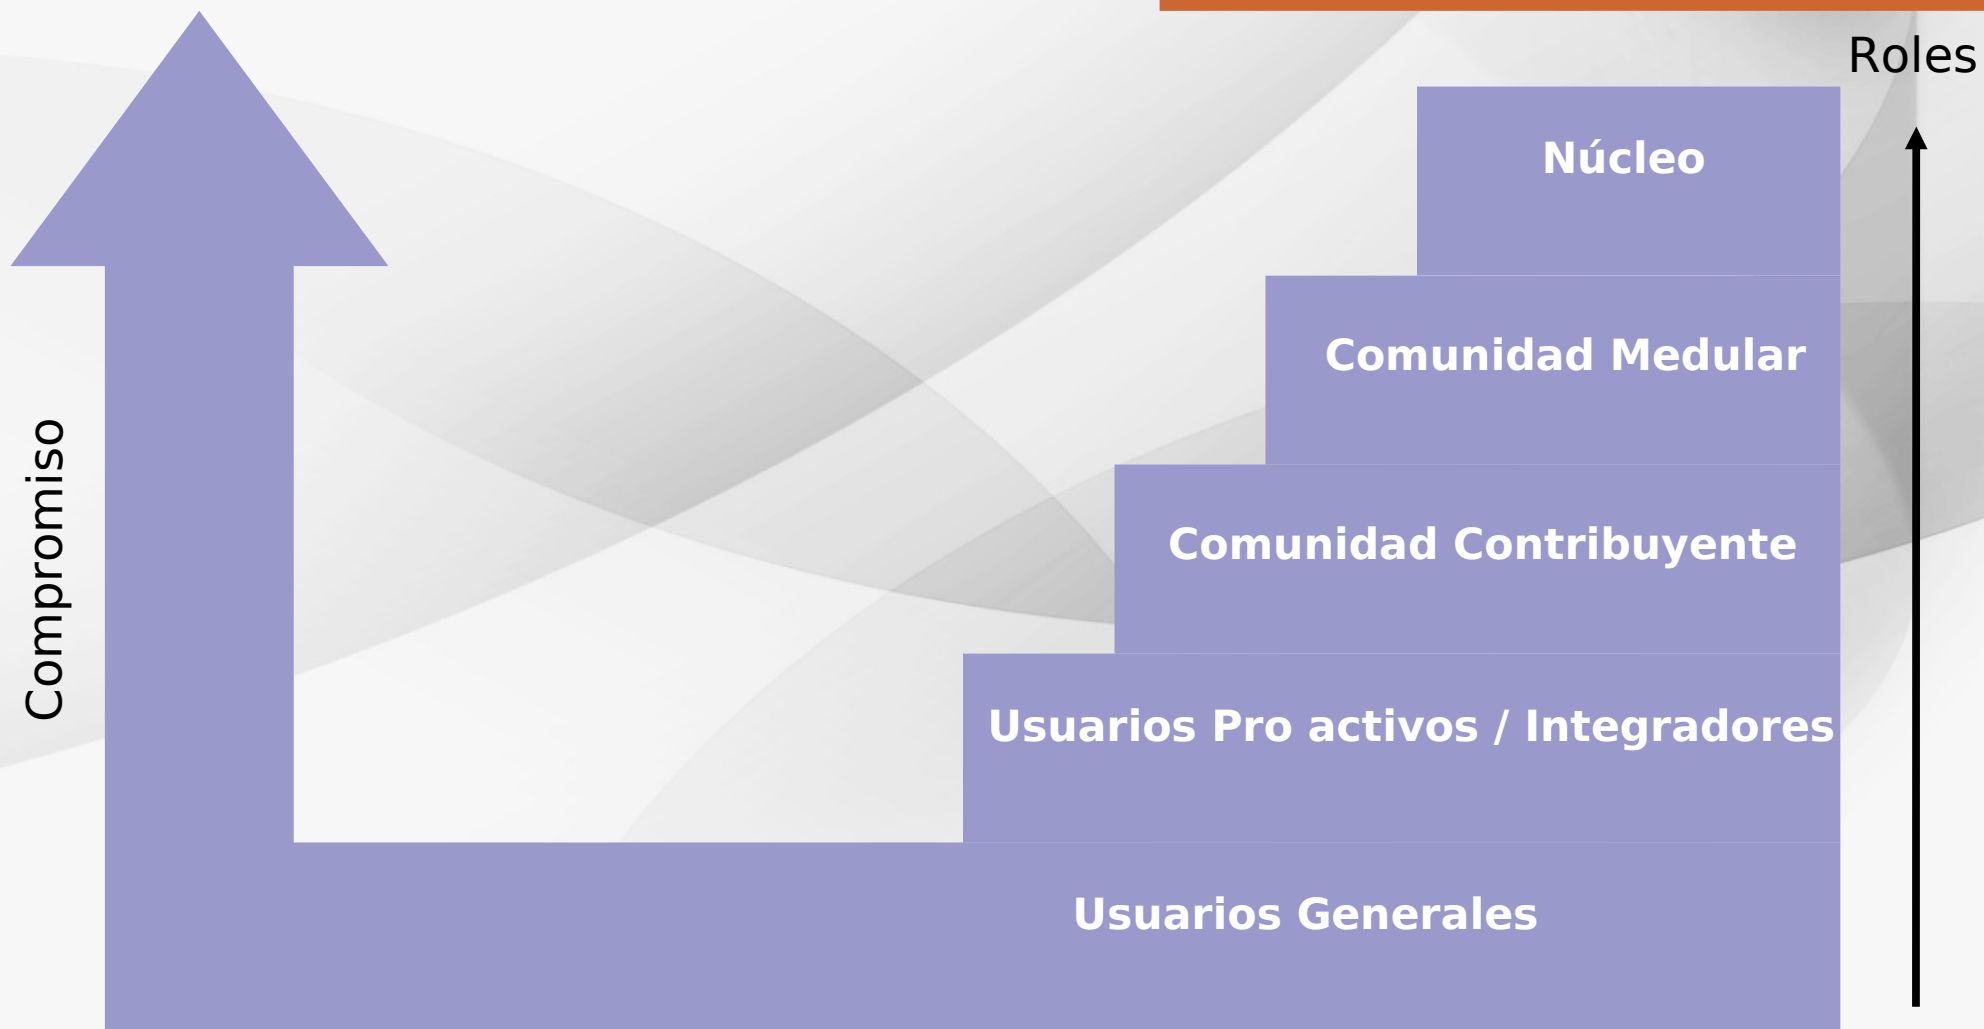 Roles
Núcleo
Comunidad Medular
Compromiso
Comunidad Contribuyente
Usuarios Pro activos / Integradores
Usuarios Generales